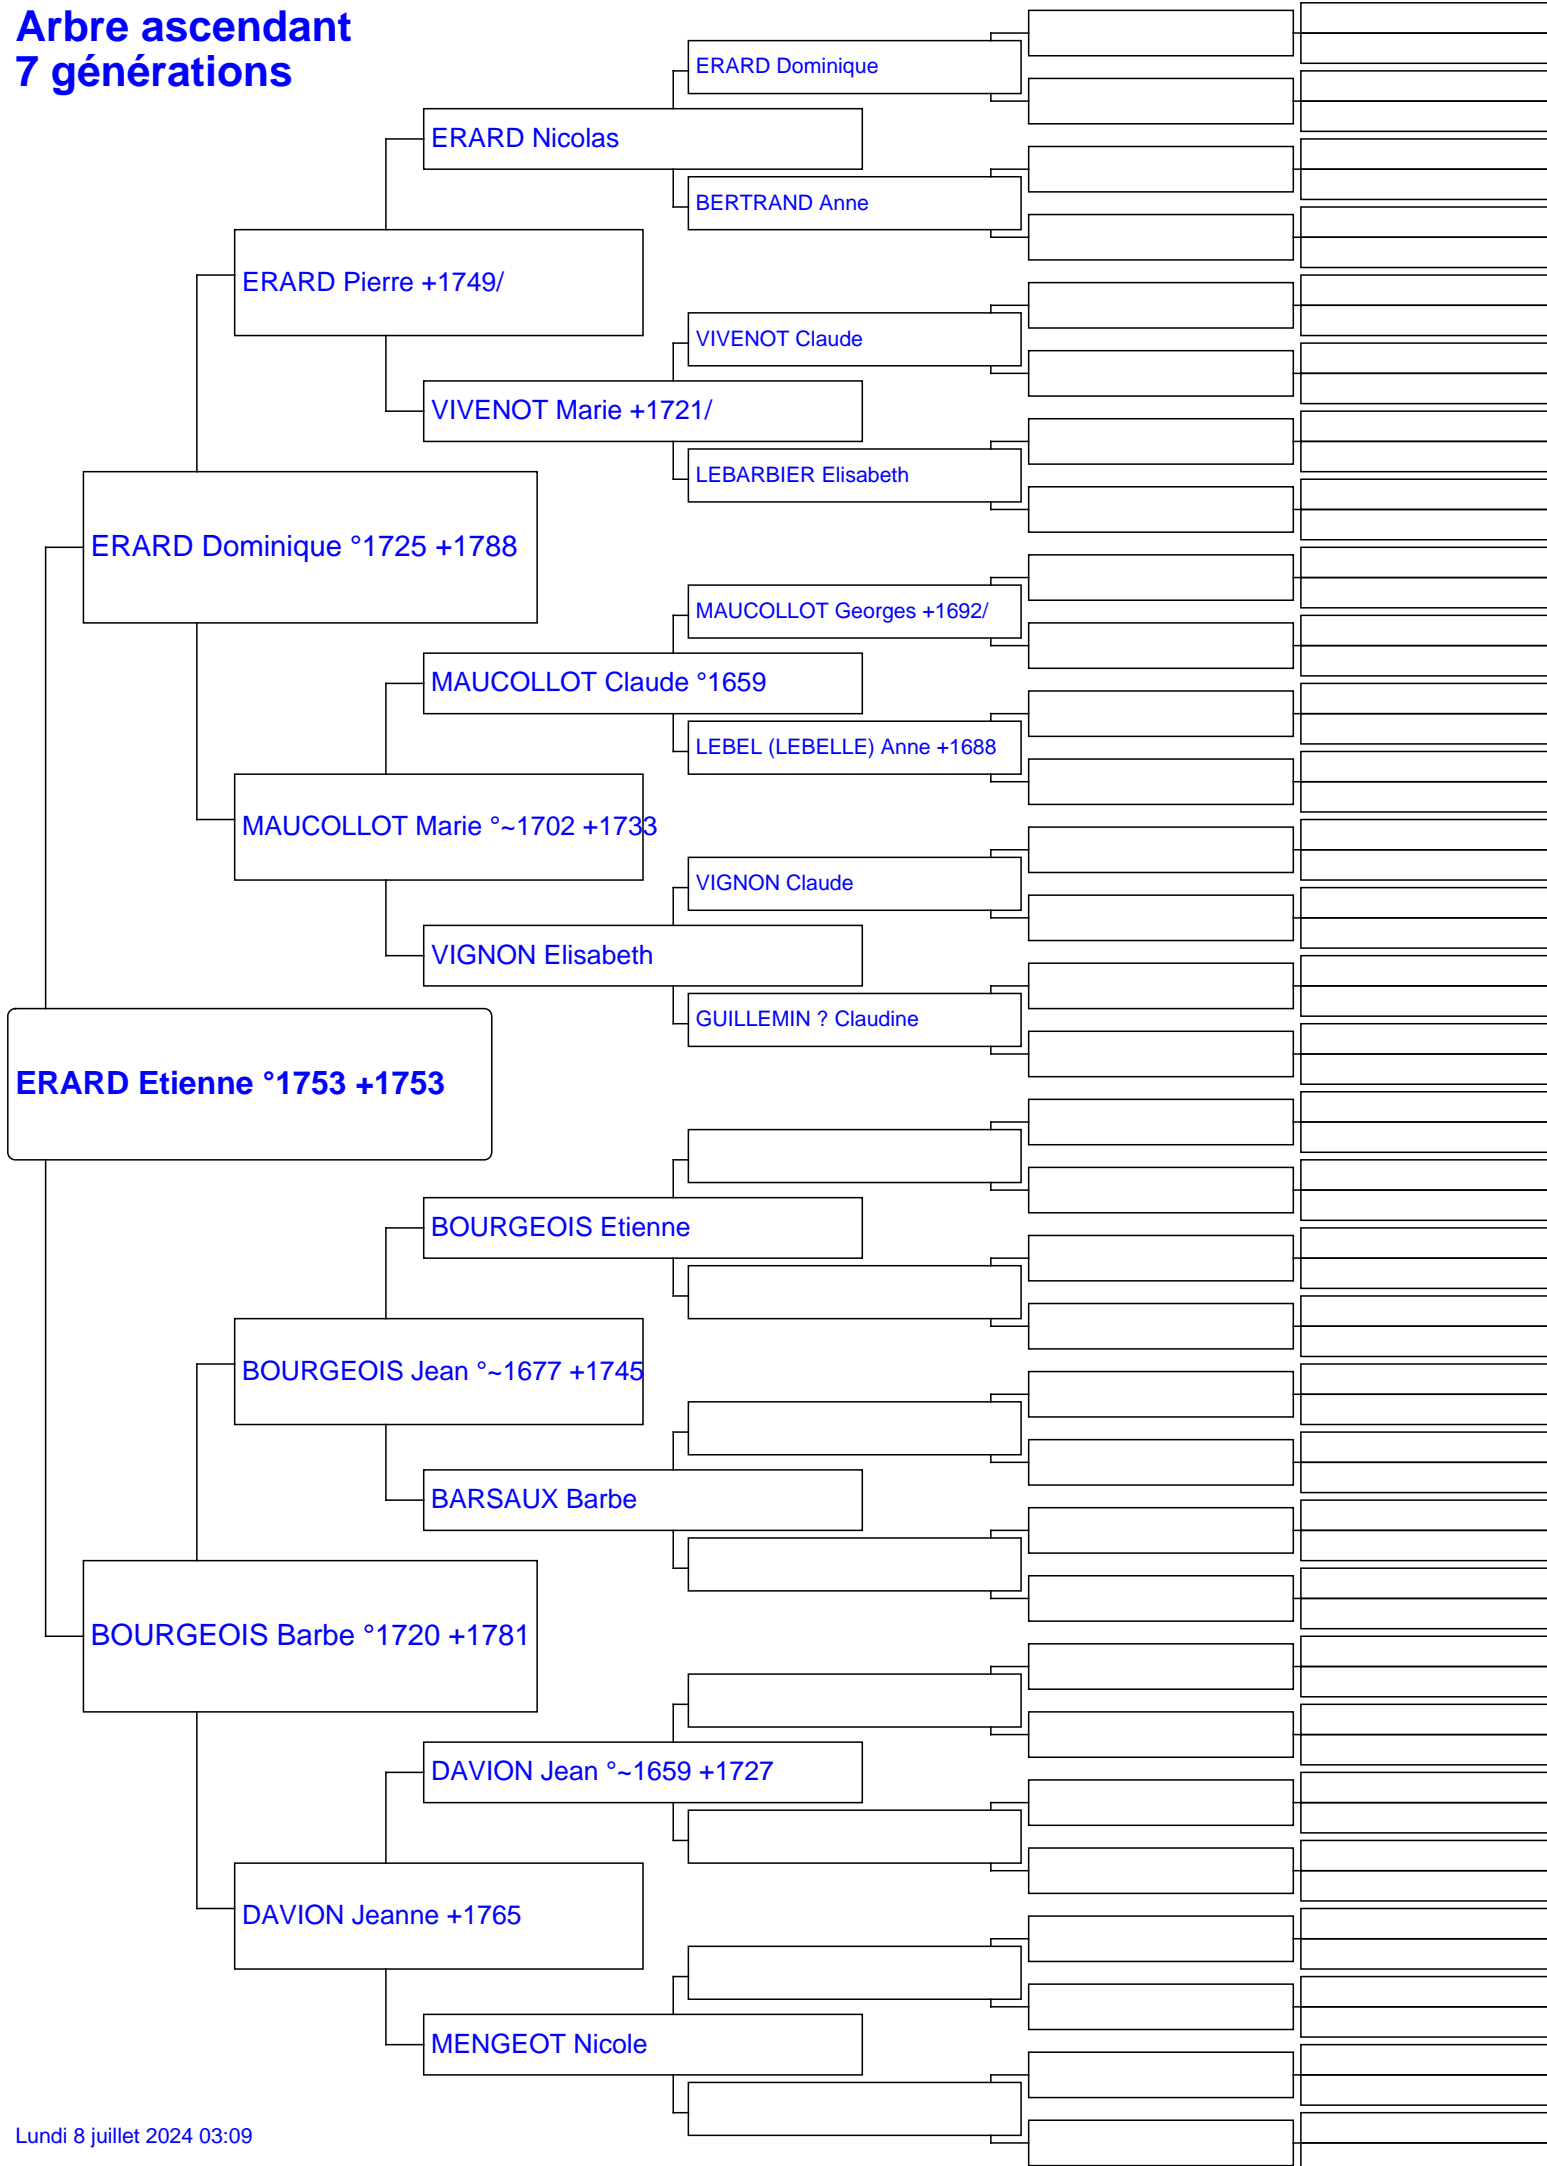 Arbre ascendant
7 générations
ERARD Dominique
ERARD Nicolas
BERTRAND Anne
ERARD Pierre +1749/
VIVENOT Claude
VIVENOT Marie +1721/
LEBARBIER Elisabeth
ERARD Dominique °1725 +1788
MAUCOLLOT Georges +1692/
MAUCOLLOT Claude °1659
LEBEL (LEBELLE) Anne +1688
MAUCOLLOT Marie °~1702 +1733
VIGNON Claude
VIGNON Elisabeth
GUILLEMIN ? Claudine
ERARD Etienne °1753 +1753
BOURGEOIS Etienne
BOURGEOIS Jean °~1677 +1745
BARSAUX Barbe
BOURGEOIS Barbe °1720 +1781
DAVION Jean °~1659 +1727
DAVION Jeanne +1765
MENGEOT Nicole
Lundi 8 juillet 2024 03:09